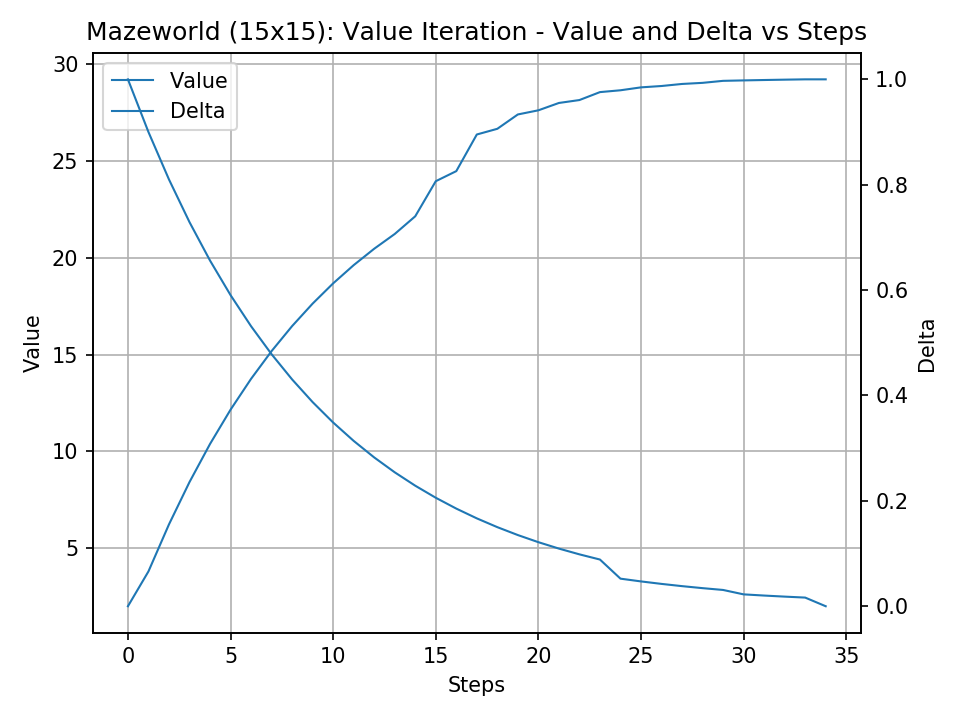 Mazeworld (15x15): Value Iteration - Value and Delta vs Steps
Value
Delta
30
25
20
15
10
5
Value
1.0
0.8
0.6
0.4
0.2
0.0
Delta
0 5 10 15 20 25 30 35
Steps